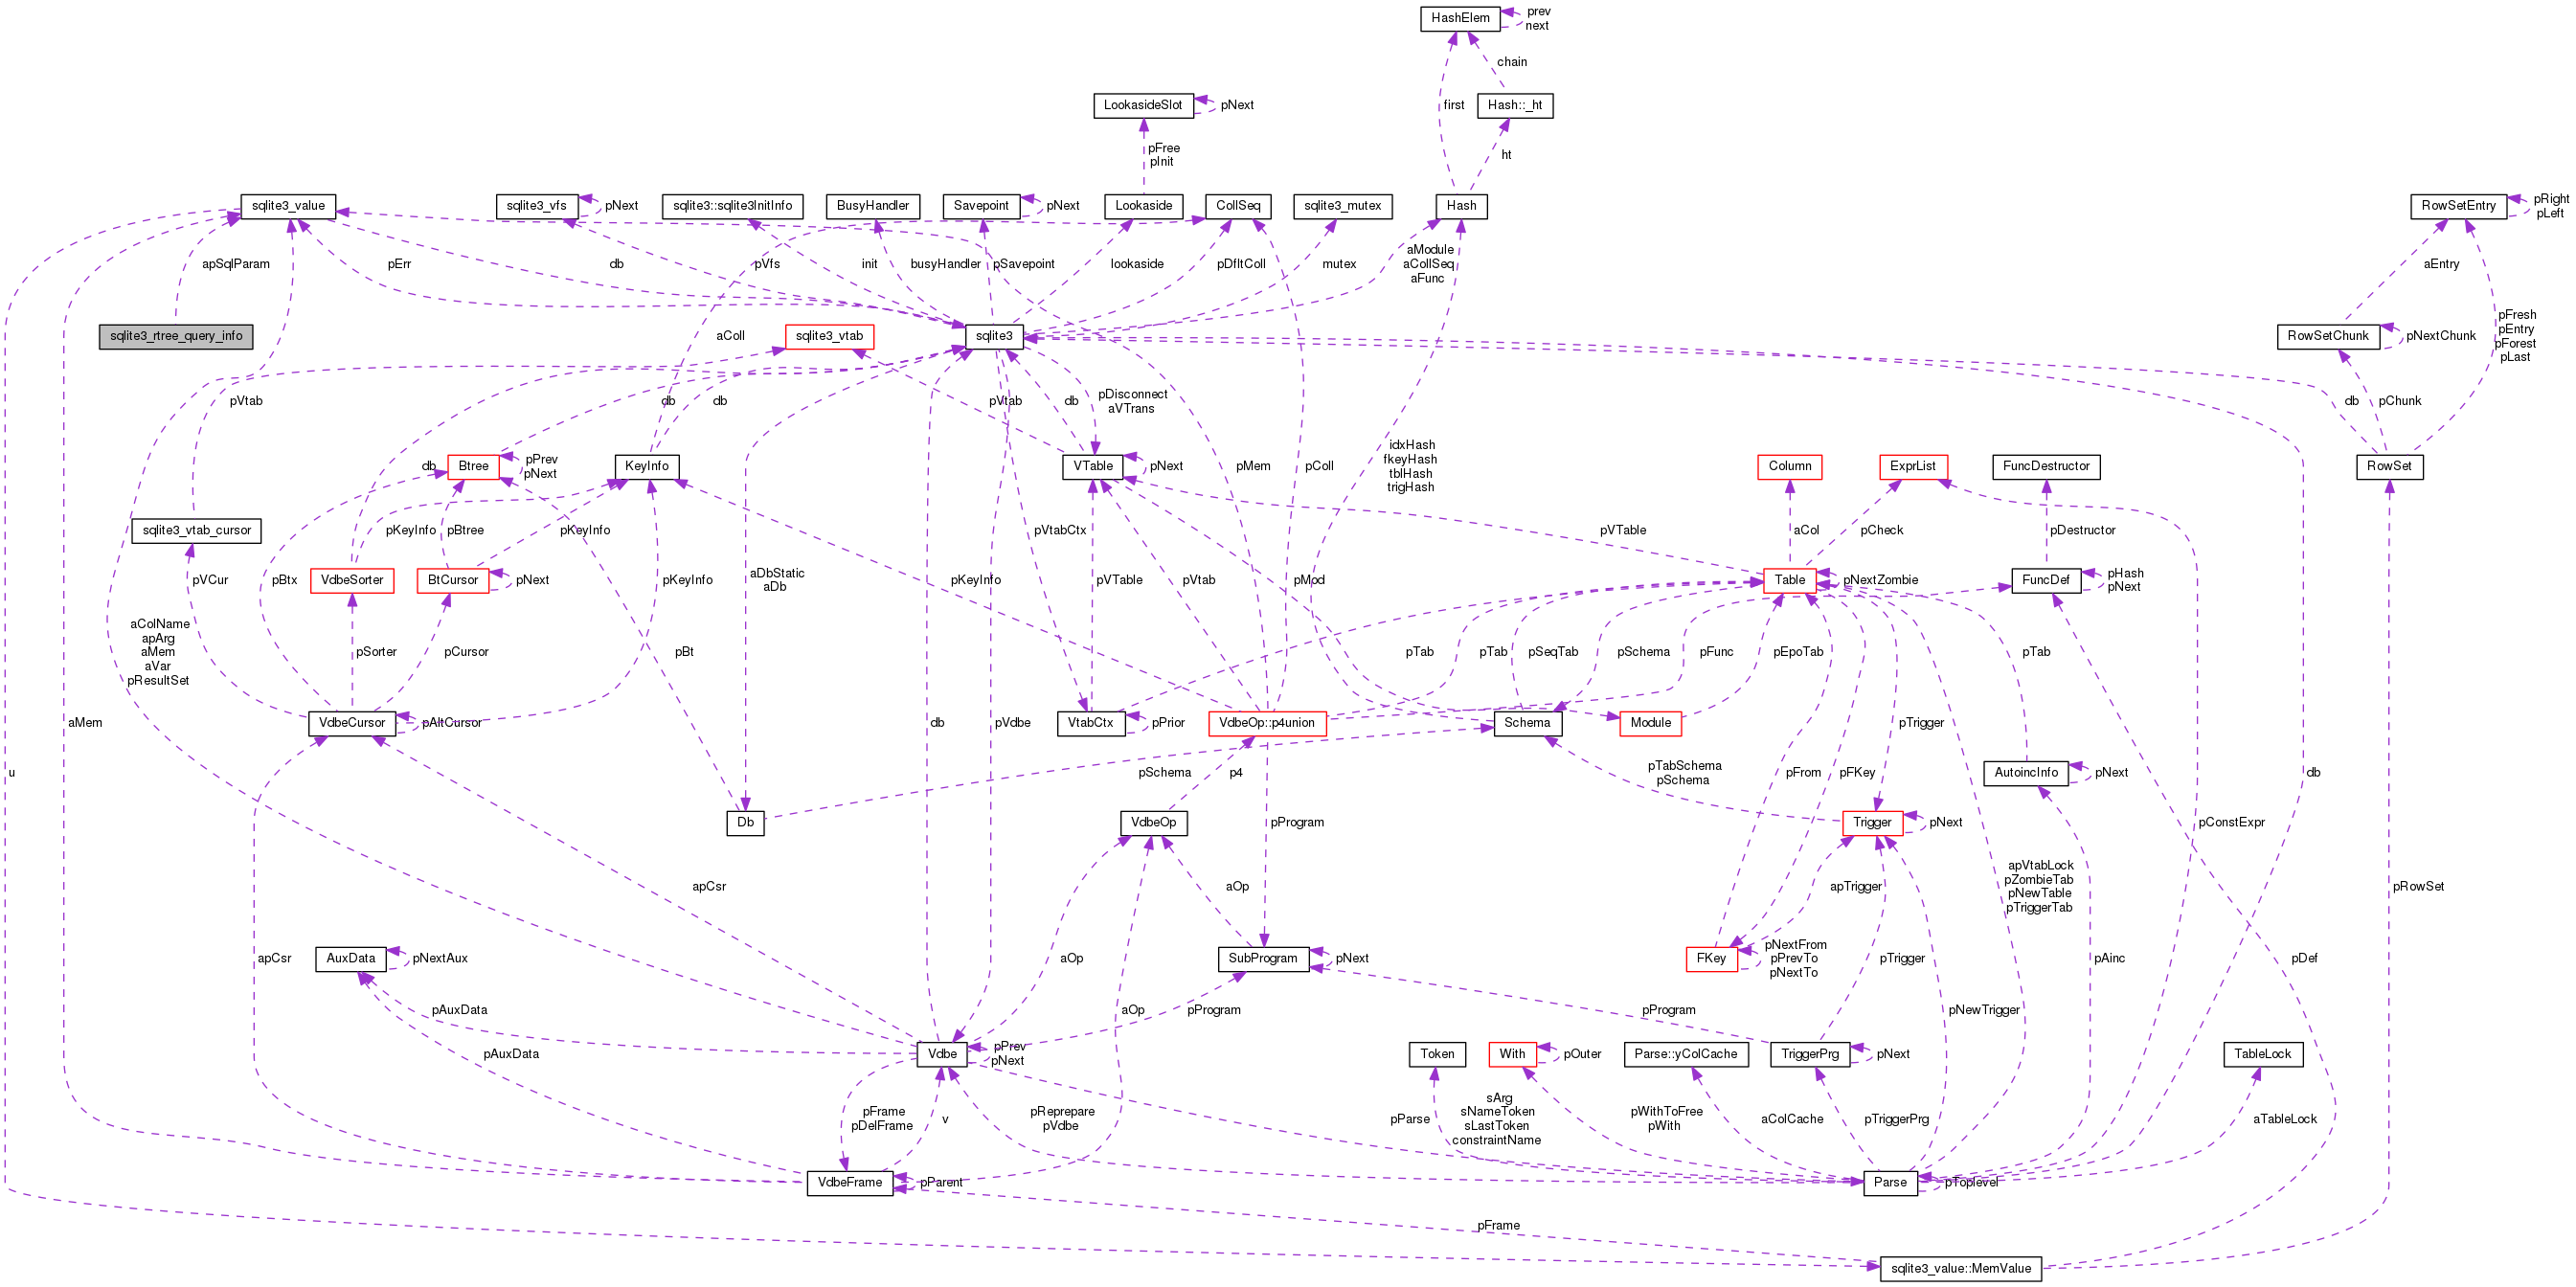 HashElem
prev
next
chain
LookasideSlot
pNext
first
Hash::_ht
pFree
pInit
ht
sqlite3_value
sqlite3_vfs
pNext
sqlite3::sqlite3InitInfo
BusyHandler
Savepoint
pNext
Lookaside
CollSeq
sqlite3_mutex
Hash
RowSetEntry
pRight
pLeft
apSqlParam
pErr
db
pVfs
init
busyHandler
pSavepoint
lookaside
pDfltColl
mutex
aModule
aCollSeq
aFunc
aEntry
sqlite3_rtree_query_info
aColl
sqlite3_vtab
sqlite3
RowSetChunk
pNextChunk
pFresh
pEntry
pForest
pLast
pVtab
db
db
pVtab
db
pDisconnect
aVTrans
db
pChunk
db
Btree
pPrev
pNext
KeyInfo
VTable
pNext
pMem
pColl
idxHash
fkeyHash
tblHash
trigHash
Column
ExprList
FuncDestructor
RowSet
sqlite3_vtab_cursor
pKeyInfo
pBtree
pKeyInfo
pVtabCtx
pVTable
aCol
pCheck
pDestructor
pBtx
pVCur
VdbeSorter
BtCursor
pNext
pKeyInfo
aDbStatic
aDb
pVTable
pKeyInfo
pVtab
pMod
Table
pNextZombie
FuncDef
pHash
pNext
aColName
apArg
aMem
aVar
pResultSet
pSorter
pCursor
pBt
pTab
pTab
pSeqTab
pSchema
pFunc
pEpoTab
pTab
aMem
VdbeCursor
pAltCursor
db
pVdbe
VtabCtx
pPrior
VdbeOp::p4union
Schema
Module
pTrigger
u
pSchema
p4
pTabSchema
pSchema
pFrom
pFKey
AutoincInfo
pNext
db
Db
VdbeOp
pProgram
Trigger
pNext
pConstExpr
apCsr
aOp
apTrigger
apVtabLock
pZombieTab
pNewTable
pTriggerTab
pRowSet
AuxData
pNextAux
apCsr
aOp
SubProgram
pNext
FKey
pNextFrom
pPrevTo
pNextTo
pTrigger
pAinc
pDef
pAuxData
aOp
pProgram
pProgram
pNewTrigger
pAuxData
Vdbe
pPrev
pNext
Token
With
pOuter
Parse::yColCache
TriggerPrg
pNext
TableLock
pFrame
pDelFrame
v
pReprepare
pVdbe
pParse
sArg
sNameToken
sLastToken
constraintName
pWithToFree
pWith
aColCache
pTriggerPrg
aTableLock
VdbeFrame
pParent
Parse
pToplevel
pFrame
sqlite3_value::MemValue